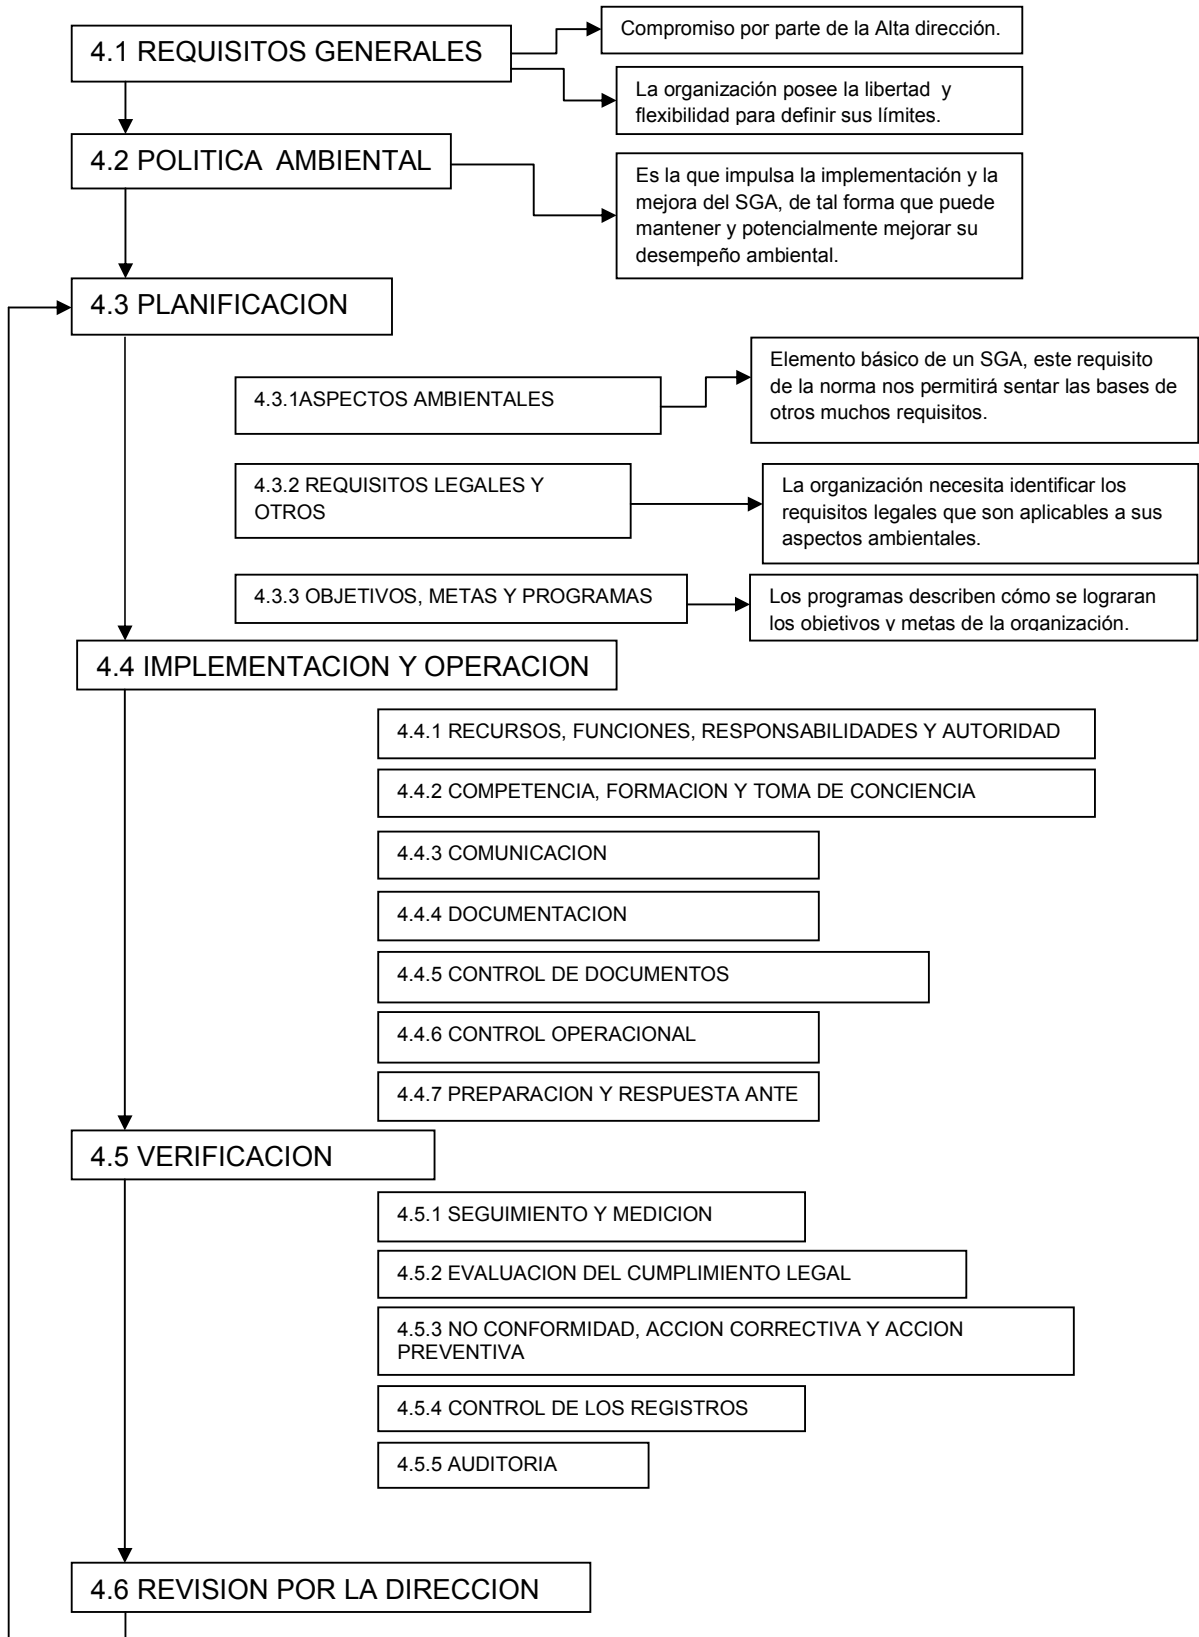 4.1 REQUISITOS GENERALES
Compromiso por parte de la Alta dirección.
La organización posee la libertad y
flexibilidad para definir sus límites.
4.2 POLITICA AMBIENTAL
Es la que impulsa la implementación y la
mejora del SGA, de tal forma que puede
mantener y potencialmente mejorar su
desempeño ambiental.
4.3 PLANIFICACION
4.3.1ASPECTOS AMBIENTALES
Elemento básico de un SGA, este requisito
de la norma nos permitirá sentar las bases de
otros muchos requisitos.
4.3.2 REQUISITOS LEGALES Y
OTROS
La organización necesita identificar los
requisitos legales que son aplicables a sus
aspectos ambientales.
4.3.3 OBJETIVOS, METAS Y PROGRAMAS
Los programas describen cómo se lograran
los objetivos y metas de la organización.
4.4 IMPLEMENTACION Y OPERACION
4.4.1 RECURSOS, FUNCIONES, RESPONSABILIDADES Y AUTORIDAD
4.4.2 COMPETENCIA, FORMACION Y TOMA DE CONCIENCIA
4.4.3 COMUNICACION
4.4.4 DOCUMENTACION
4.4.5 CONTROL DE DOCUMENTOS
4.4.6 CONTROL OPERACIONAL
4.4.7 PREPARACION Y RESPUESTA ANTE
4.5 VERIFICACION
4.5.1 SEGUIMIENTO Y MEDICION
4.5.2 EVALUACION DEL CUMPLIMIENTO LEGAL
4.5.3 NO CONFORMIDAD, ACCION CORRECTIVA Y ACCION
PREVENTIVA
4.5.4 CONTROL DE LOS REGISTROS
4.5.5 AUDITORIA
4.6 REVISION POR LA DIRECCION